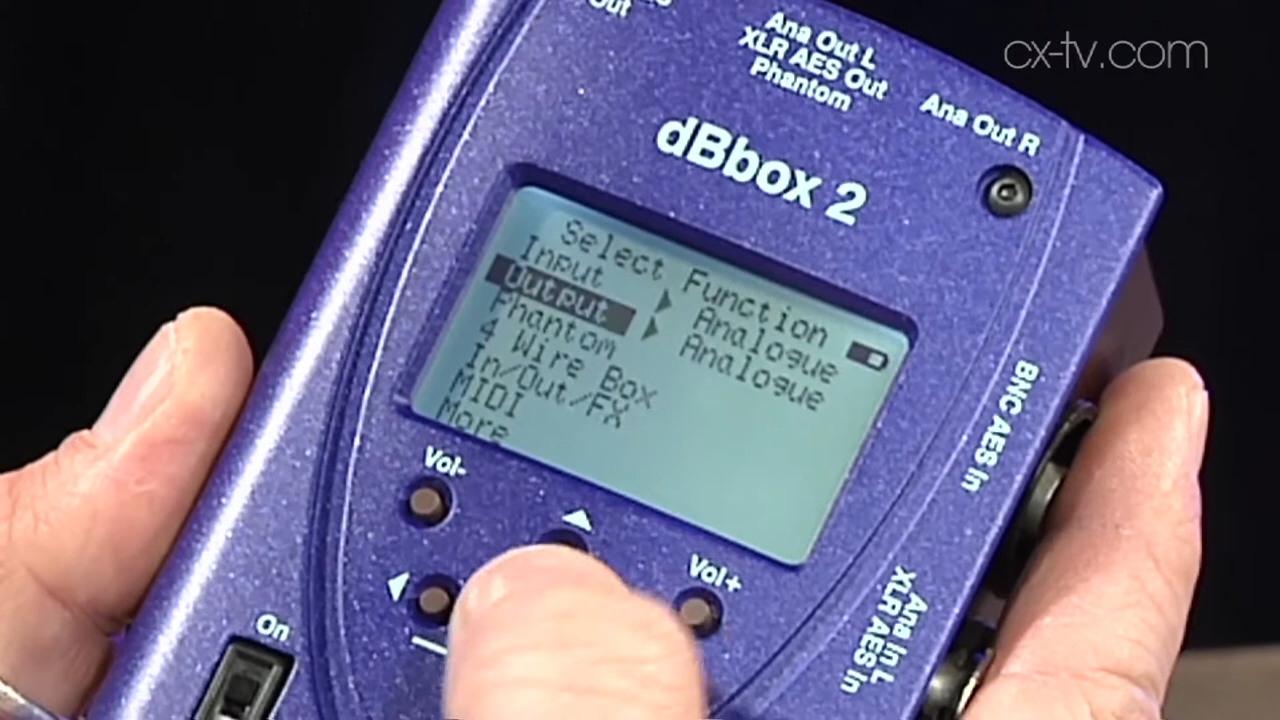 Out
Ana Out L
XLR AES Out
Phantom
Ana Out R
cx-tv.com
dBbox 2
Select Function
Input ▶ Analogue
Output ▶ Analogue
Phantom
4 Wire Box
In/Out/FX
MIDI
More
BNC AES In
Vol-
Vol+
Ana In L
XLR AES In
On